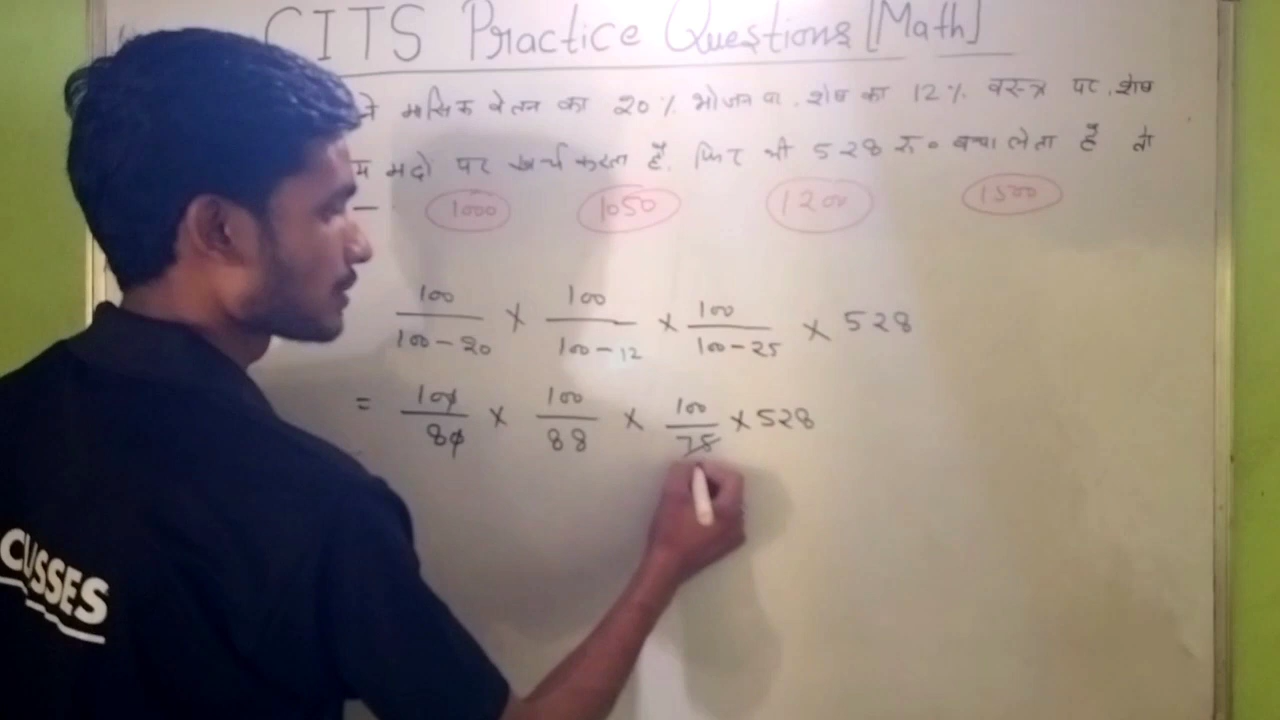 CITS Practice Questions [Math]
ने मासिक वेतन का 20% भोजन पर, शेष का 12% वस्त्र पर, शेष
मदो पर खर्च करता है, फिर भी 528 रु० बचा लेता है तो
1000 1050 1200 1500
100/100-20 × 100/100-12 × 100/100-25 × 528
= 100/80 × 100/88 × 100/75 × 528
CLASSES